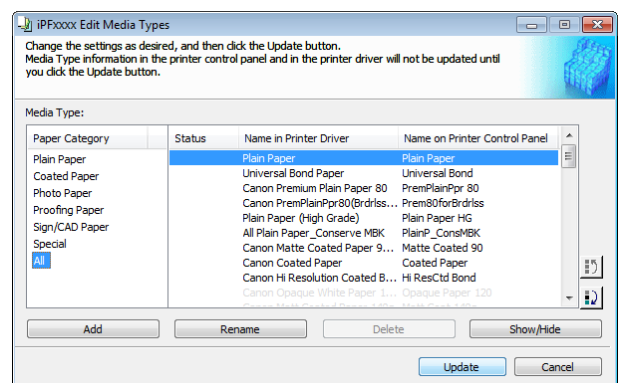 iPFxxxx Edit Media Types
Change the settings as desired, and then click the Update button.
Media Type information in the printer control panel and in the printer driver will not be updated until
you click the Update button.
Media Type:
Paper Category Status Name in Printer Driver Name on Printer Control Panel
Plain Paper
Coated Paper
Photo Paper
Proofing Paper
Sign/CAD Paper
Special
All
Plain Paper Plain Paper
Universal Bond Paper Universal Bond
Canon Premium Plain Paper 80 PremPlainPpr 80
Canon PremPlainPpr80(Brdrlss... Prem80forBrdrlss
Plain Paper (High Grade) Plain Paper HG
All Plain Paper_Conserve MBK PlainP_ConsMBK
Canon Matte Coated Paper 9... Matte Coated 90
Canon Coated Paper Coated Paper
Canon Hi Resolution Coated B... Hi ResCtd Bond
Canon Opaque White Paper 1... Opaque Paper 120
Add Rename Delete Show/Hide
Update Cancel